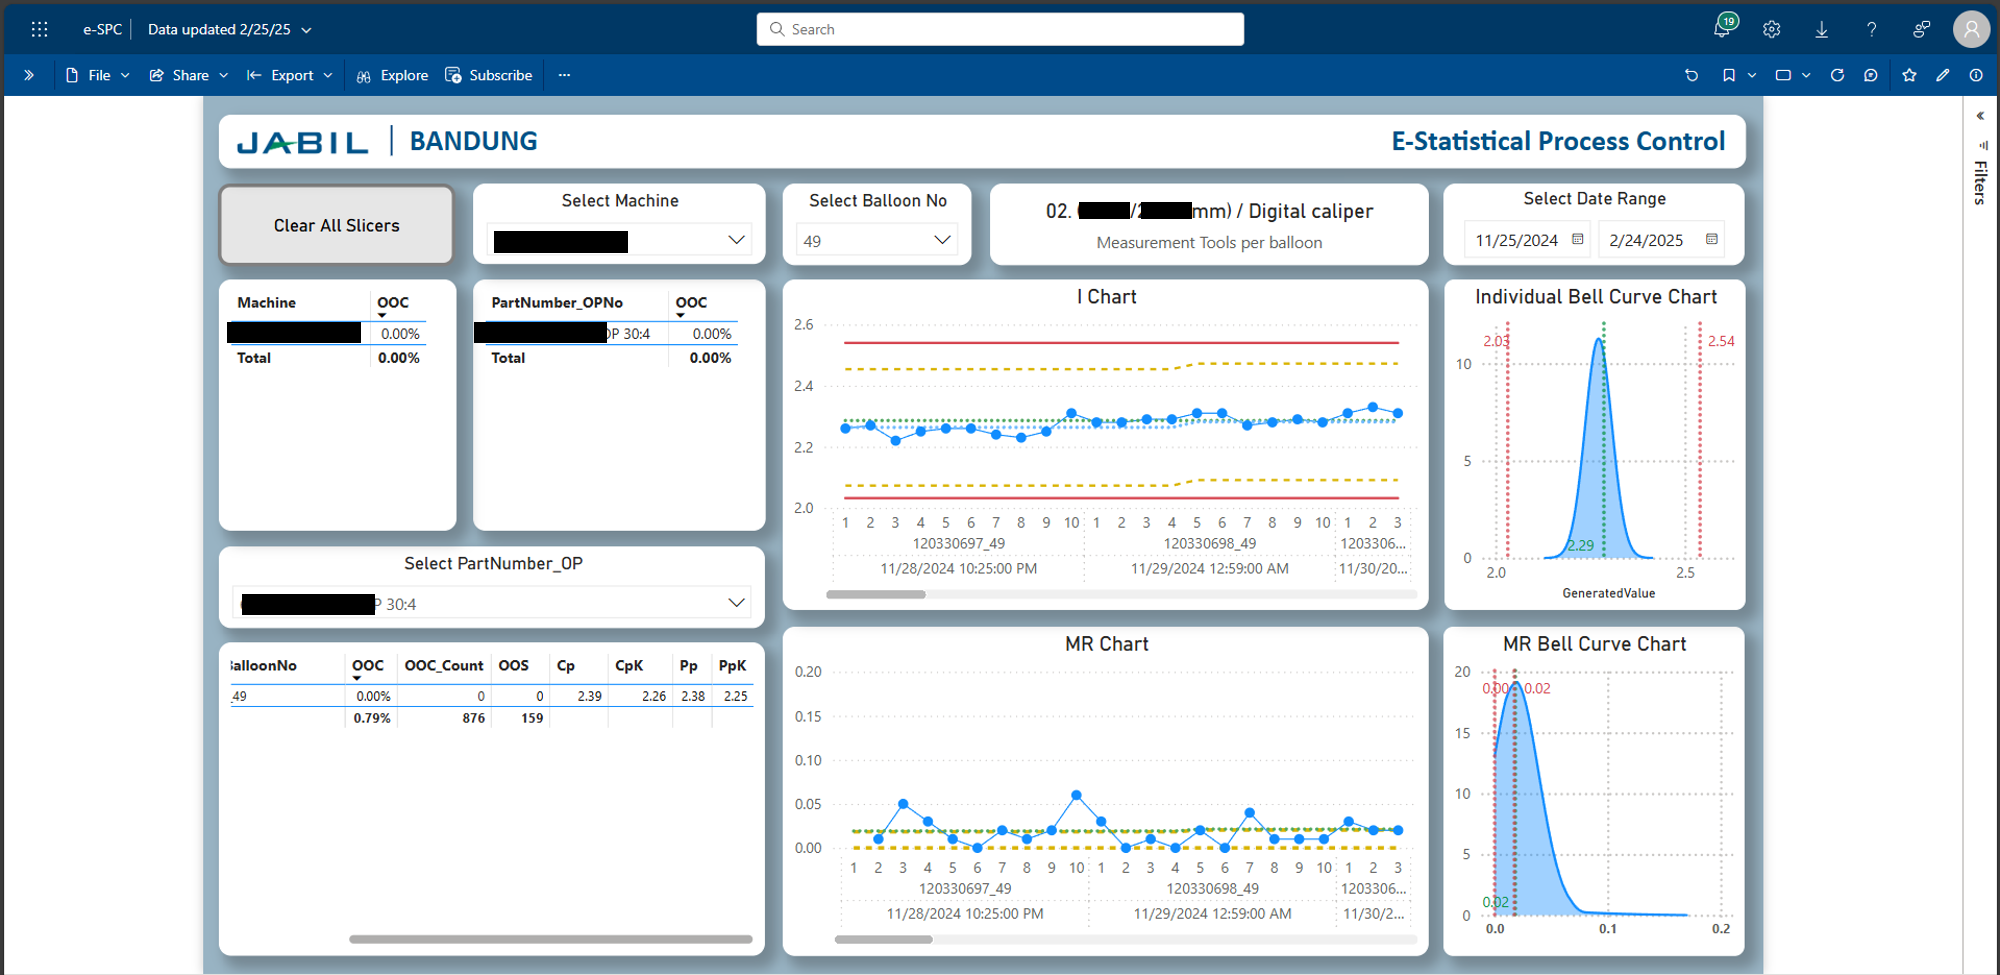 e-SPC
Data updated 2/25/25
Search
19
File
Share
Export
Explore
Subscribe
JABIL
BANDUNG
E-Statistical Process Control
Clear All Slicers
Select Machine
Select Balloon No
49
02.
mm) / Digital caliper
Measurement Tools per balloon
Select Date Range
11/25/2024
2/24/2025
Filters
Machine OOC
0.00%
Total 0.00%
PartNumber_OPNo OOC
30:4 0.00%
Total 0.00%
Select PartNumber_OP
30:4
OOC OOC_Count OOS Cp CpK Pp PpK
_49 0.00% 0 0 2.39 2.26 2.38 2.25
0.79% 876 159
I Chart
2.6
2.4
2.2
2.0
1 2 3 4 5 6 7 8 9 10 1 2 3 4 5 6 7 8 9 10 1 2 3
120330697_49 120330698_49 1203306...
11/28/2024 10:25:00 PM 11/29/2024 12:59:00 AM 11/30/20...
Individual Bell Curve Chart
2.03 2.54
10
5
2.29
0
2.0 2.5
GeneratedValue
MR Chart
0.20
0.15
0.10
0.05
0.00
1 2 3 4 5 6 7 8 9 10 1 2 3 4 5 6 7 8 9 10 1 2 3
120330697_49 120330698_49 1203306...
11/28/2024 10:25:00 PM 11/29/2024 12:59:00 AM 11/30/2...
MR Bell Curve Chart
20
0.00 0.02
15
10
5
0.02
0
0.0 0.1 0.2